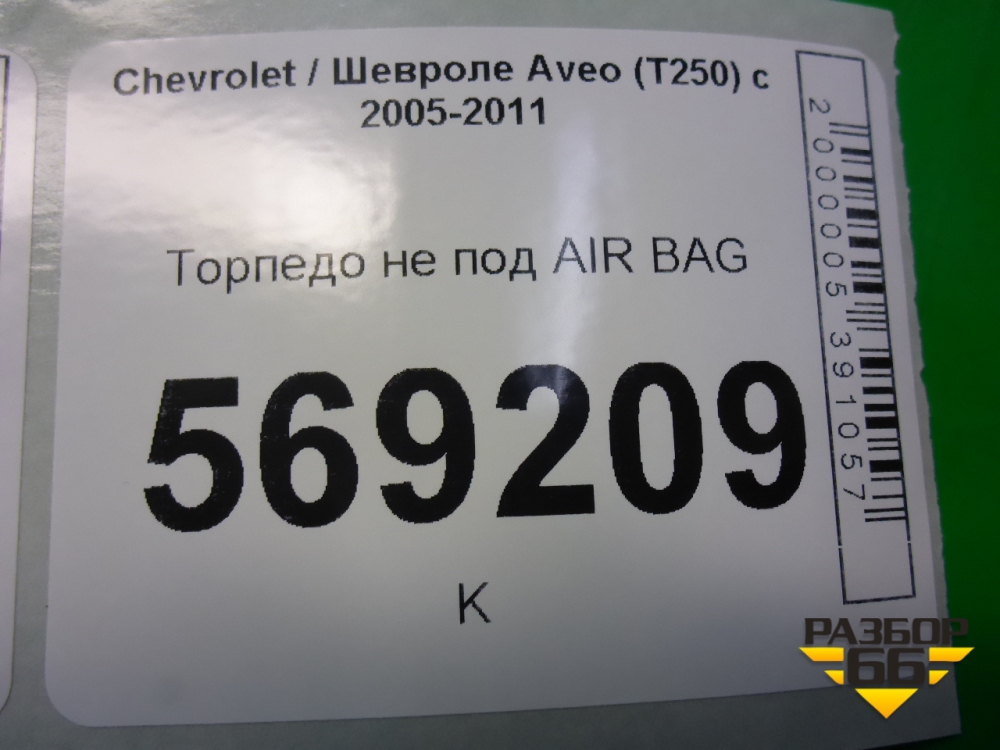 Chevrolet / Шевроле Aveo (T250) с
2005-2011
Торпедо не под AIR BAG
569209
К
2000005391057
РАЗБОР
66